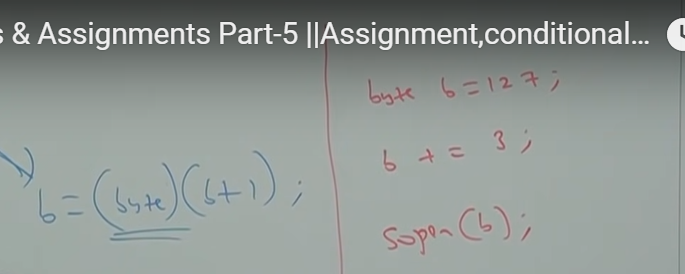 s & Assignments Part-5 ||Assignment,conditional...
b=(byte)(b+1);
byte b=127;
b += 3;
sopln(b);